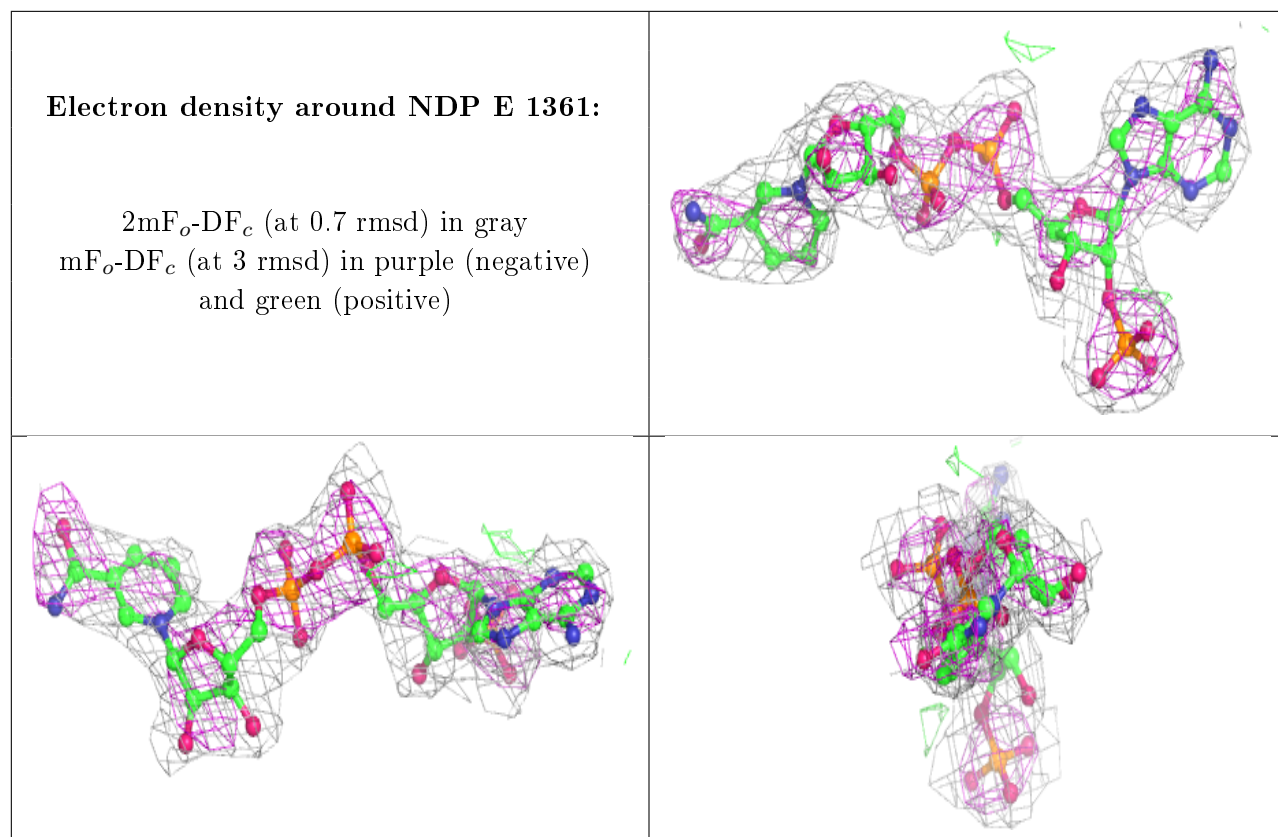 Electron density around NDP E 1361:
2mFₒ-DF𝒸 (at 0.7 rmsd) in gray
mFₒ-DF𝒸 (at 3 rmsd) in purple (negative)
and green (positive)